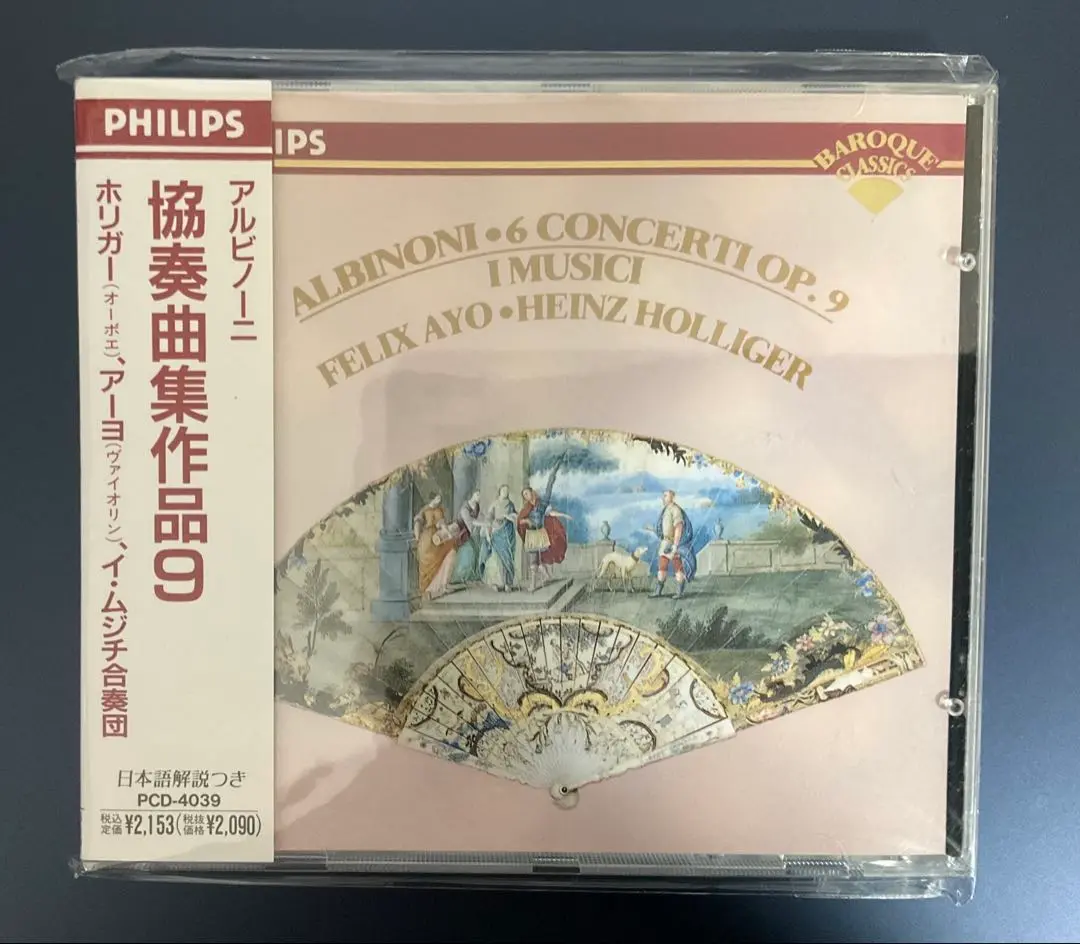 PHILIPS
アルビノーニ
協奏曲集作品9
ホリガー(オーボエ)、アーヨ(ヴァイオリン)、イ・ムジチ合奏団
日本語解説つき
PCD-4039
税込定価¥2,153(税抜価格¥2,090)
IPS
BAROQUE
CLASSICS
ALBINONI•6 CONCERTI OP. 9
I MUSICI
FELIX AYO•HEINZ HOLLIGER